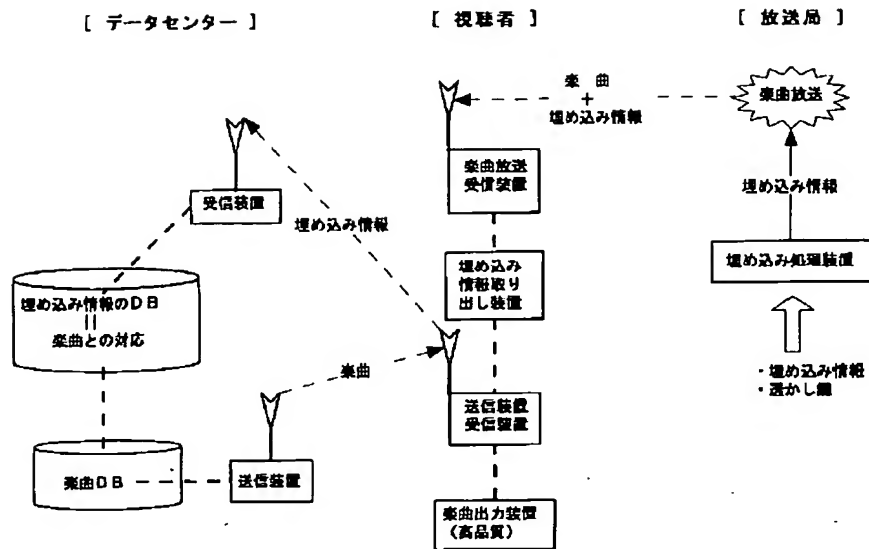 [ データセンター ]
[ 視聴者 ]
[ 放送局 ]
楽曲
+
埋め込み情報
楽曲放送
楽曲放送
受信装置
埋め込み情報
埋め込み処理装置
・埋め込み情報
・透かし鍵
受信装置
埋め込み情報
埋め込み
情報取り
出し装置
埋め込み情報のDB
||
楽曲との対応
楽曲
送信装置
受信装置
楽曲DB
送信装置
楽曲出力装置
(高品質)